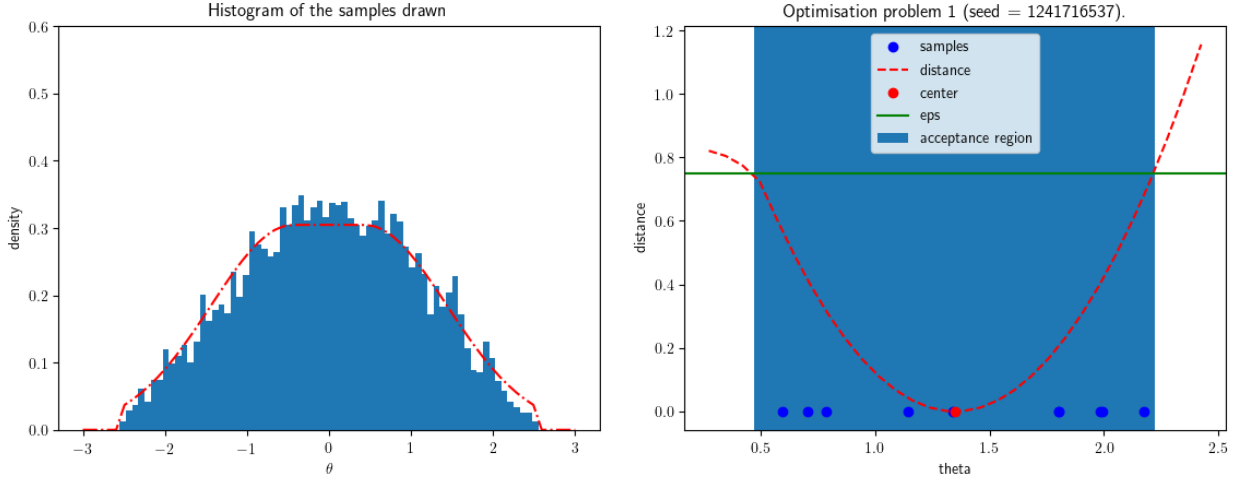 Histogram of the samples drawn
0.6
0.5
0.4
0.3
0.2
0.1
0.0
density
−3
−2
−1
0
1
2
3
θ
Optimisation problem 1 (seed = 1241716537).
1.2
1.0
0.8
0.6
0.4
0.2
0.0
distance
samples
distance
center
eps
acceptance region
0.5
1.0
1.5
2.0
2.5
theta